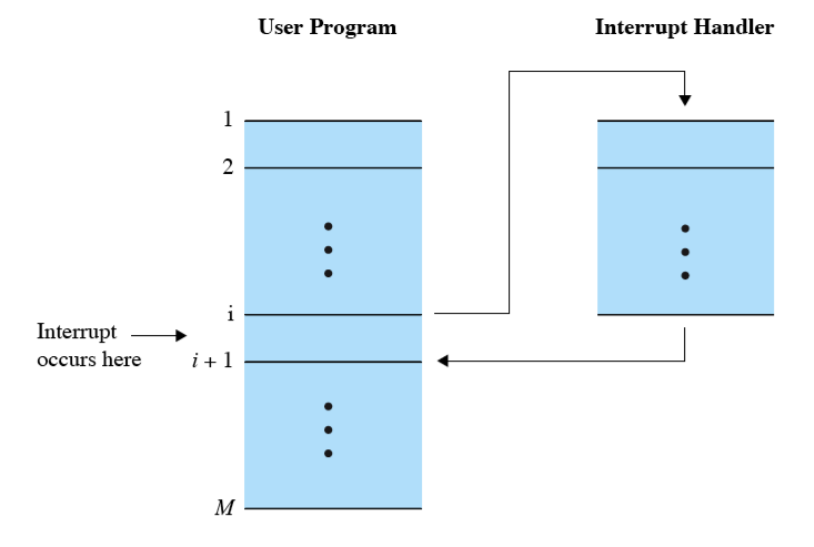 User Program
Interrupt Handler
1
2
i
Interrupt
occurs here
i + 1
M